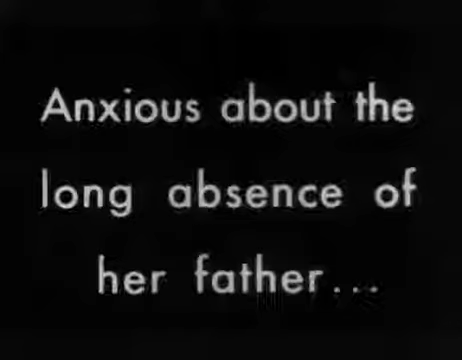 Anxious about the
long absence of
her father...